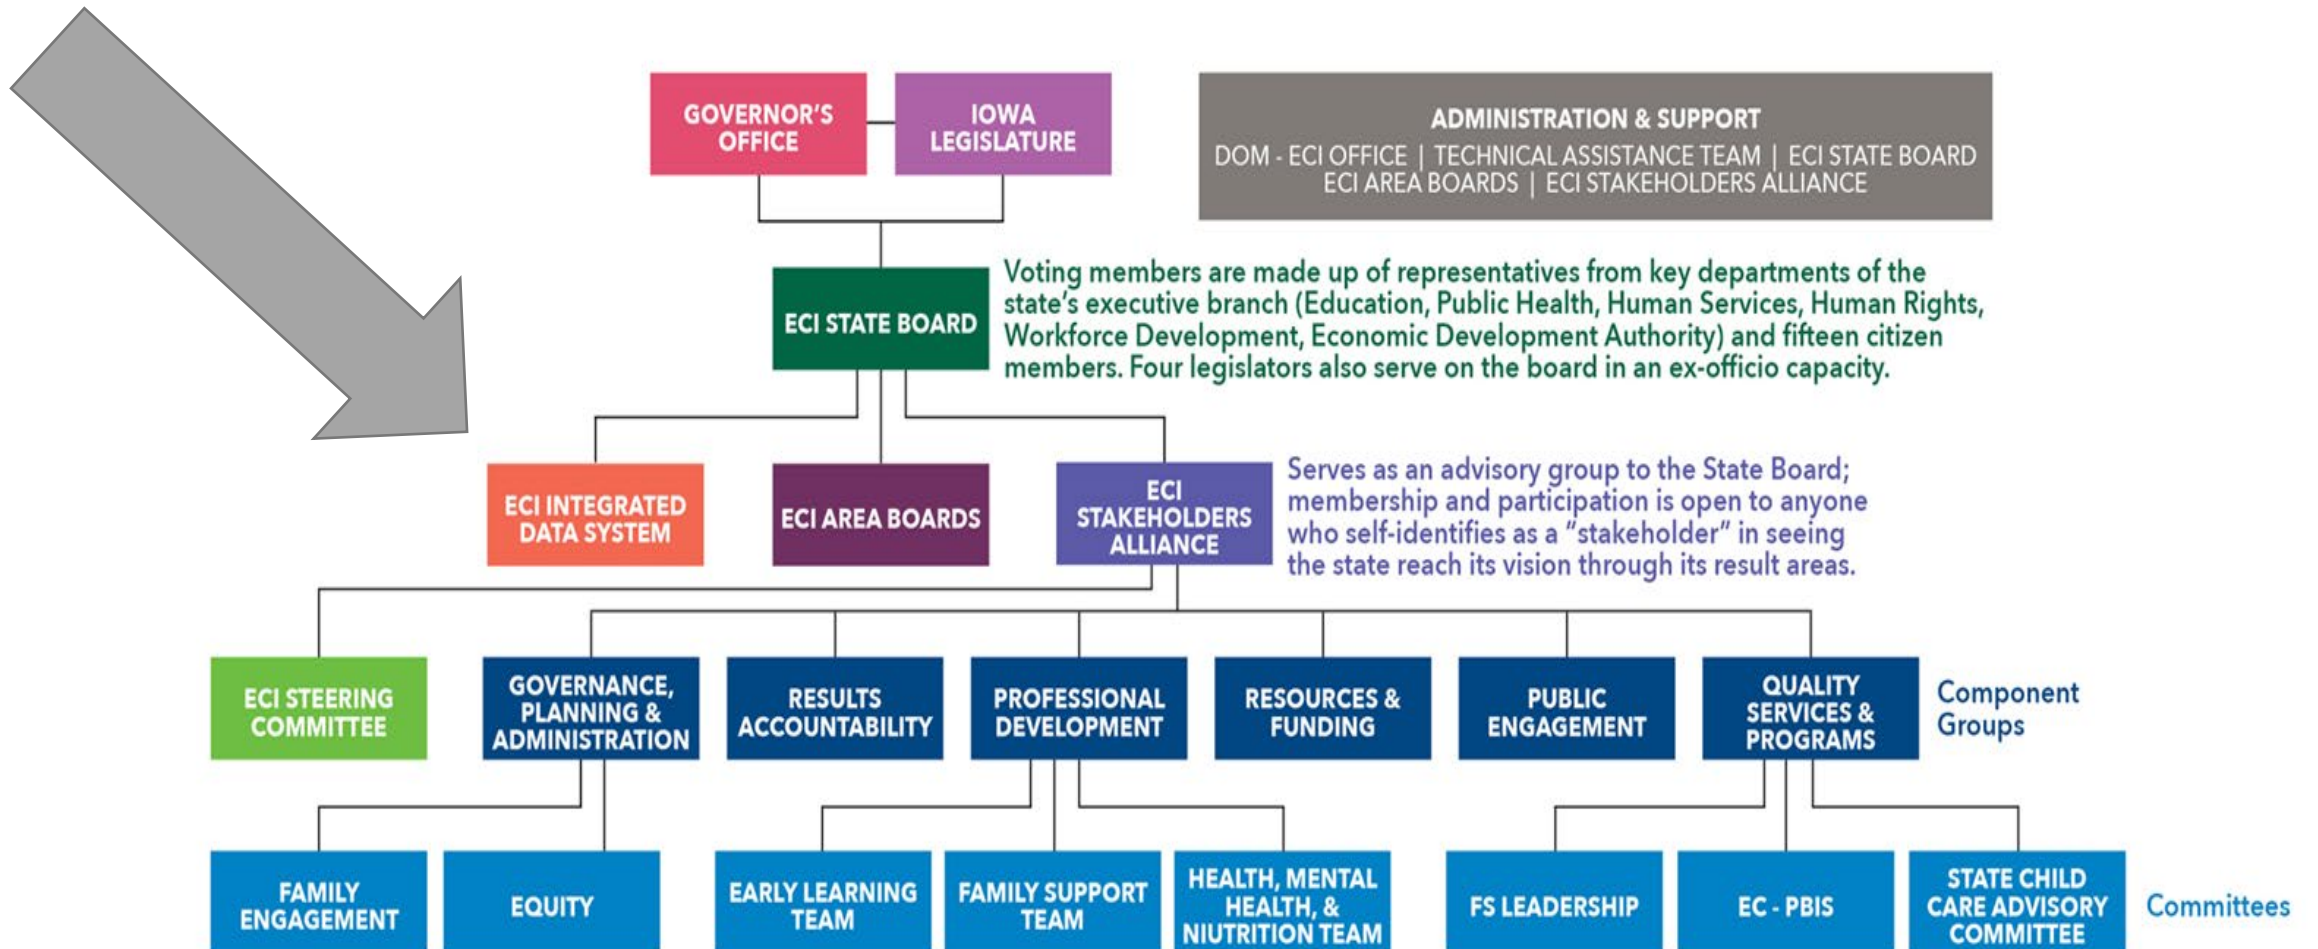 GOVERNOR'S
OFFICE
IOWA
LEGISLATURE
ADMINISTRATION & SUPPORT
DOM - ECI OFFICE | TECHNICAL ASSISTANCE TEAM | ECI STATE BOARD
ECI AREA BOARDS | ECI STAKEHOLDERS ALLIANCE
ECI STATE BOARD
Voting members are made up of representatives from key departments of the
state's executive branch (Education, Public Health, Human Services, Human Rights,
Workforce Development, Economic Development Authority) and fifteen citizen
members. Four legislators also serve on the board in an ex-officio capacity.
ECI INTEGRATED
DATA SYSTEM
ECI AREA BOARDS
ECI
STAKEHOLDERS
ALLIANCE
Serves as an advisory group to the State Board;
membership and participation is open to anyone
who self-identifies as a "stakeholder" in seeing
the state reach its vision through its result areas.
ECI STEERING
COMMITTEE
GOVERNANCE,
PLANNING &
ADMINISTRATION
RESULTS
ACCOUNTABILITY
PROFESSIONAL
DEVELOPMENT
RESOURCES &
FUNDING
PUBLIC
ENGAGEMENT
QUALITY
SERVICES &
PROGRAMS
Component
Groups
FAMILY
ENGAGEMENT
EQUITY
EARLY LEARNING
TEAM
FAMILY SUPPORT
TEAM
HEALTH, MENTAL
HEALTH, &
NIUTRITION TEAM
FS LEADERSHIP
EC - PBIS
STATE CHILD
CARE ADVISORY
COMMITTEE
Committees